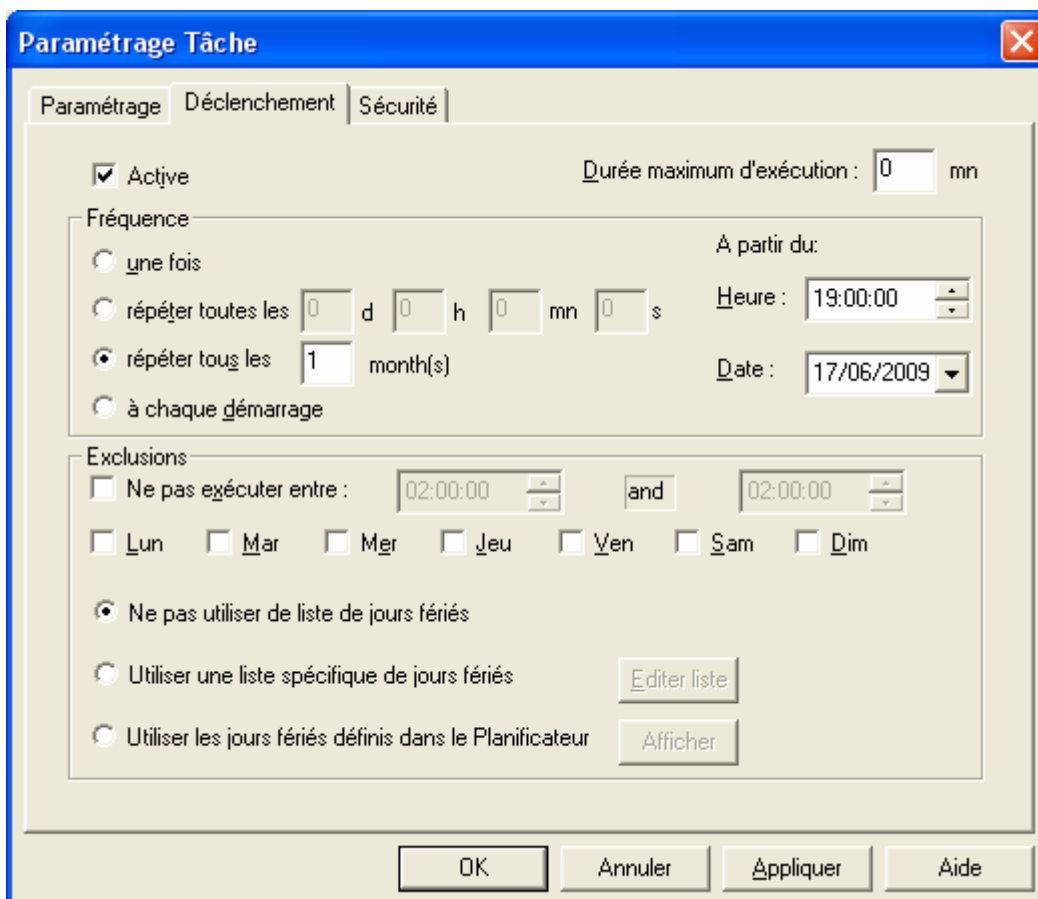 Paramétrage Tâche
Paramétrage Déclenchement Sécurité
Active Durée maximum d'exécution : 0 mn
Fréquence
A partir du:
une fois
Heure : 19:00:00
répéter toutes les 0 d 0 h 0 mn 0 s
répéter tous les 1 month(s)
Date : 17/06/2009
à chaque démarrage
Exclusions
Ne pas exécuter entre : 02:00:00 and 02:00:00
Lun Mar Mer Jeu Ven Sam Dim
Ne pas utiliser de liste de jours fériés
Utiliser une liste spécifique de jours fériés Editer liste
Utiliser les jours fériés définis dans le Planificateur Afficher
OK Annuler Appliquer Aide